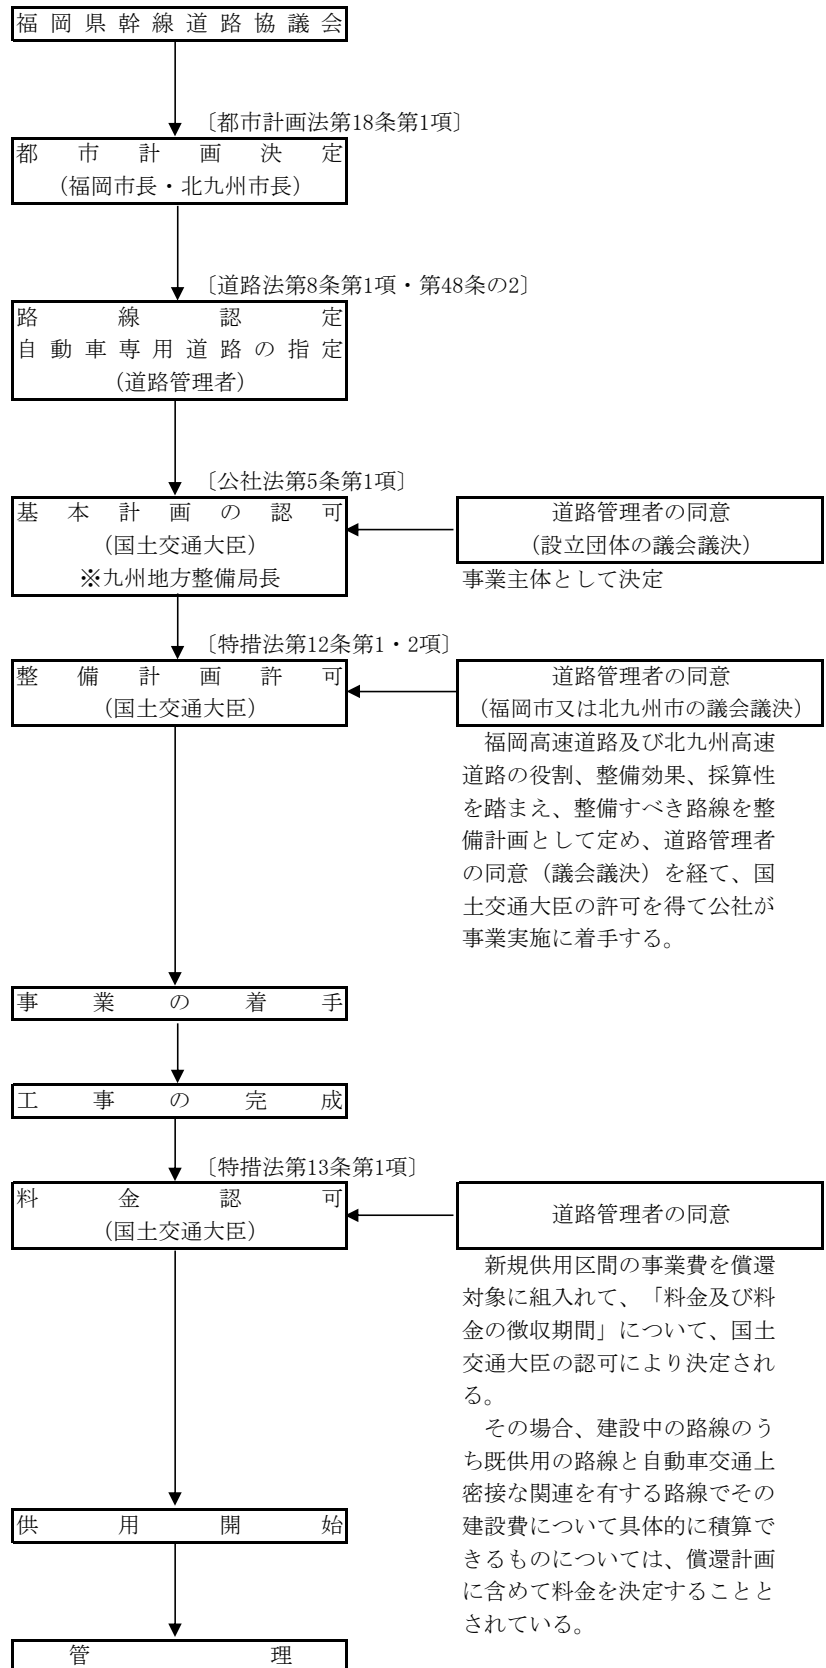 福岡県幹線道路協議会
〔都市計画法第18条第1項〕
都市計画決定
(福岡市長・北九州市長)
〔道路法第8条第1項・第48条の2〕
路線認定
自動車専用道路の指定
(道路管理者)
〔公社法第5条第1項〕
基本計画の認可
(国土交通大臣)
※九州地方整備局長
道路管理者の同意
(設立団体の議会議決)
事業主体として決定
〔特措法第12条第1・2項〕
整備計画許可
(国土交通大臣)
道路管理者の同意
(福岡市又は北九州市の議会議決)
福岡高速道路及び北九州高速
道路の役割、整備効果、採算性
を踏まえ、整備すべき路線を整
備計画として定め、道路管理者
の同意（議会議決）を経て、国
土交通大臣の許可を得て公社が
事業実施に着手する。
事業の着手
工事の完成
〔特措法第13条第1項〕
料金認可
(国土交通大臣)
道路管理者の同意
新規供用区間の事業費を償還
対象に組入れて、「料金及び料
金の徴収期間」について、国土
交通大臣の認可により決定され
る。
その場合、建設中の路線のう
ち既供用の路線と自動車交通上
密接な関連を有する路線でその
建設費について具体的に積算で
きるものについては、償還計画
に含めて料金を決定することと
されている。
供用開始
管理